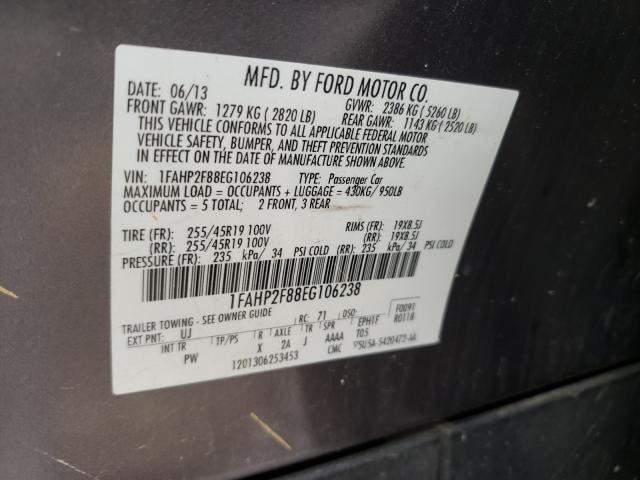 MFD. BY FORD MOTOR CO.
DATE: 06/13 GVWR: 2386 KG ( 5260 LB)
FRONT GAWR: 1279 KG ( 2820 LB) REAR GAWR: 1143 KG ( 2520 LB)
THIS VEHICLE CONFORMS TO ALL APPLICABLE FEDERAL MOTOR
VEHICLE SAFETY, BUMPER, AND THEFT PREVENTION STANDARDS
IN EFFECT ON THE DATE OF MANUFACTURE SHOWN ABOVE.
VIN: 1FAHP2F88EG106238 TYPE: Passenger Car
MAXIMUM LOAD = OCCUPANTS + LUGGAGE = 430KG/ 950LB
OCCUPANTS = 5 TOTAL; 2 FRONT, 3 REAR
TIRE (FR): 255/45R19 100V RIMS (FR): 19X8.5J
(RR): 255/45R19 100V (RR): 19X8.5J
PRESSURE (FR): 235 kPa/ 34 PSI COLD (RR): 235 kPa/ 34 PSI COLD
1FAHP2F88EG106238
TRAILER TOWING - SEE OWNER GUIDE RC: 71 DSO: F0091
R0118
EXT PNT: UJ
INT TR TP/PS R AXLE TR SPR EPH1F
PW X 2A J AAAA T05
CMC
1201306253453